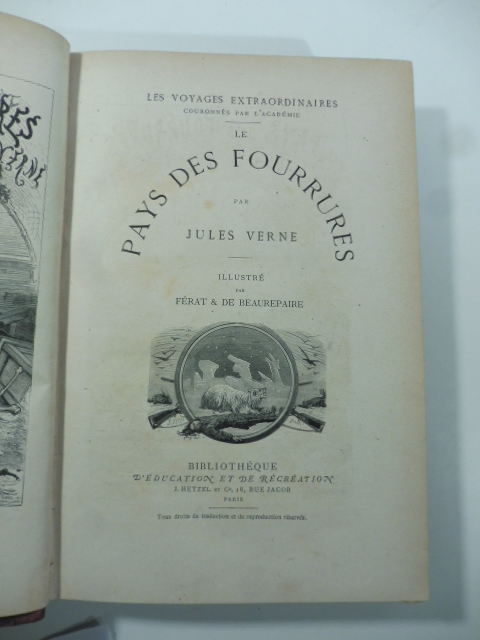 LES VOYAGES EXTRAORDINAIRES
COURONNÉS PAR L'ACADÉMIE
LE
PAYS DES FOURRURES
PAR
JULES VERNE
ILLUSTRÉ
PAR
FÉRAT & DE BEAUREPAIRE
BIBLIOTHÈQUE
D'ÉDUCATION ET DE RÉCRÉATION
J. HETZEL ET Cie, 18, RUE JACOB
PARIS
Tous droits de traduction et de reproduction réservés.